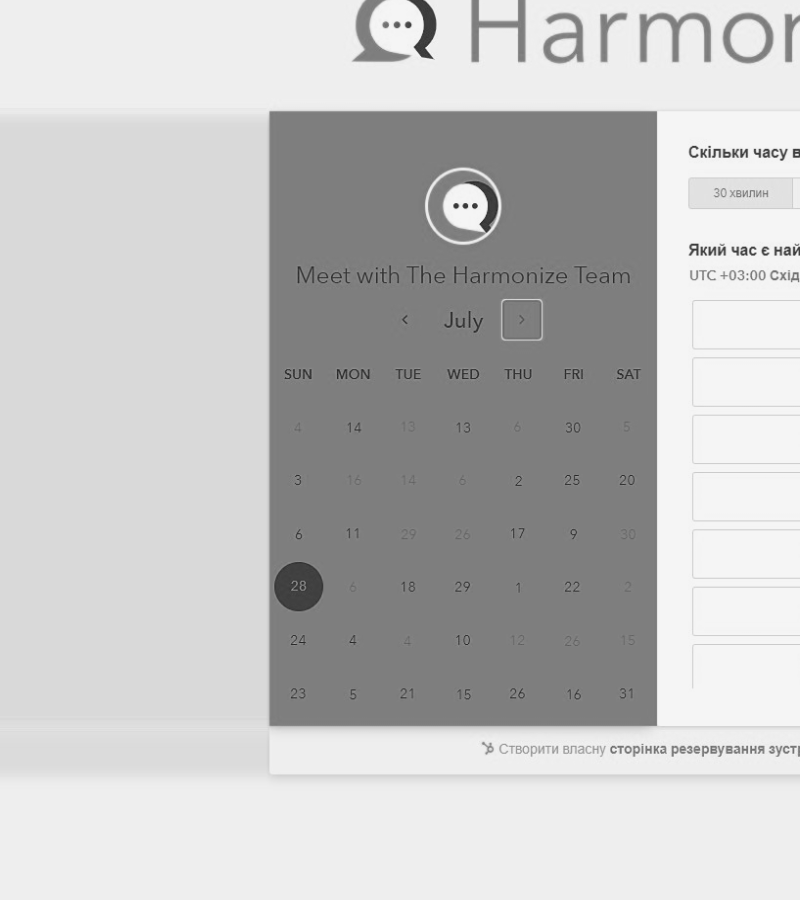 Harmon
Скільки часу в
30 хвилин
Який час є най
UTC +03:00 Схід
Meet with The Harmonize Team
July
SUN MON TUE WED THU FRI SAT
4 14 13 13 6 30 5
3 16 14 6 2 25 20
6 11 29 26 17 9 30
28 6 18 29 1 22 2
24 4 4 10 12 26 15
23 5 21 15 26 16 31
Створити власну сторінка резервування зустр